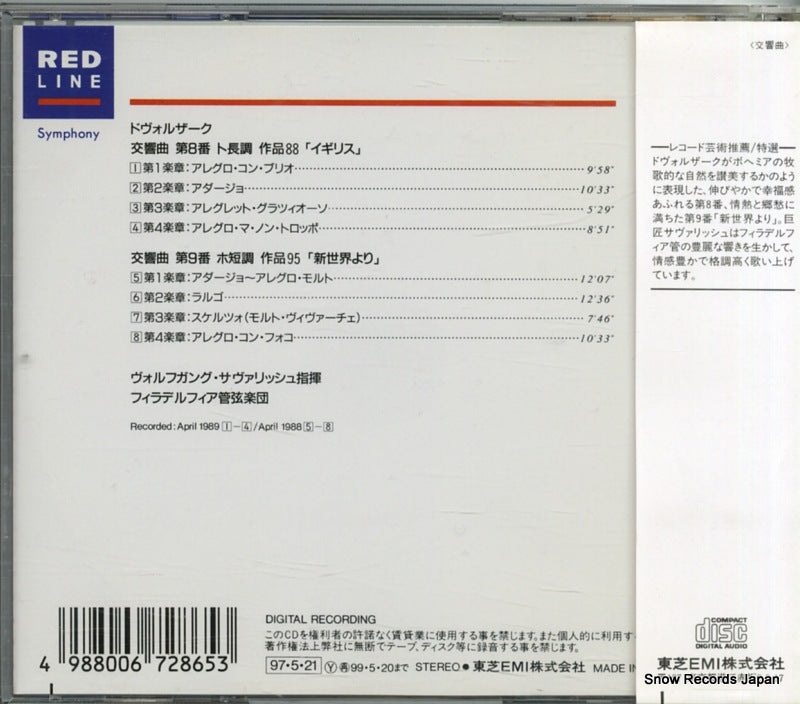 RED
LINE
Symphony
〈交響曲〉
ドヴォルザーク
交響曲 第8番 ト長調 作品88「イギリス」
1 第1楽章:アレグロ・コン・ブリオ 9'58"
2 第2楽章:アダージョ 10'33"
3 第3楽章:アレグレット・グラツィオーソ 5'29"
4 第4楽章:アレグロ・マ・ノン・トロッポ 8'51"
交響曲 第9番 ホ短調 作品95「新世界より」
5 第1楽章:アダージョ〜アレグロ・モルト 12'07"
6 第2楽章:ラルゴ 12'36"
7 第3楽章:スケルツォ(モルト・ヴィヴァーチェ) 7'46"
8 第4楽章:アレグロ・コン・フォコ 10'33"
ヴォルフガング・サヴァリッシュ指揮
フィラデルフィア管弦楽団
Recorded:April 1989 1−4/April 1988 5−8
レコード芸術推薦/特選
ドヴォルザークがボヘミアの牧
歌的な自然を讃美するかのよう
に表現した、伸びやかで幸福感
あふれる第8番、情熱と郷愁に
満ちた第9番「新世界より」。巨
匠サヴァリッシュはフィラデルフ
ィア管の豊麗な響きを生かして、
情感豊かで格調高く歌い上げ
ています。
4 988006 728653
DIGITAL RECORDING
このCDを権利者の許諾なく賃貸業に使用する事を禁じます。また個人的に利用す
著作権法上弊社に無断でテープ、ディスク等に録音する事を禁じます。
97・5・21 Ⓨ㊢99・5・20まで STEREO●東芝EMI株式会社 MADE IN
COMPACT
disc
DIGITAL AUDIO
東芝EMI株式会社
Snow Records Japan